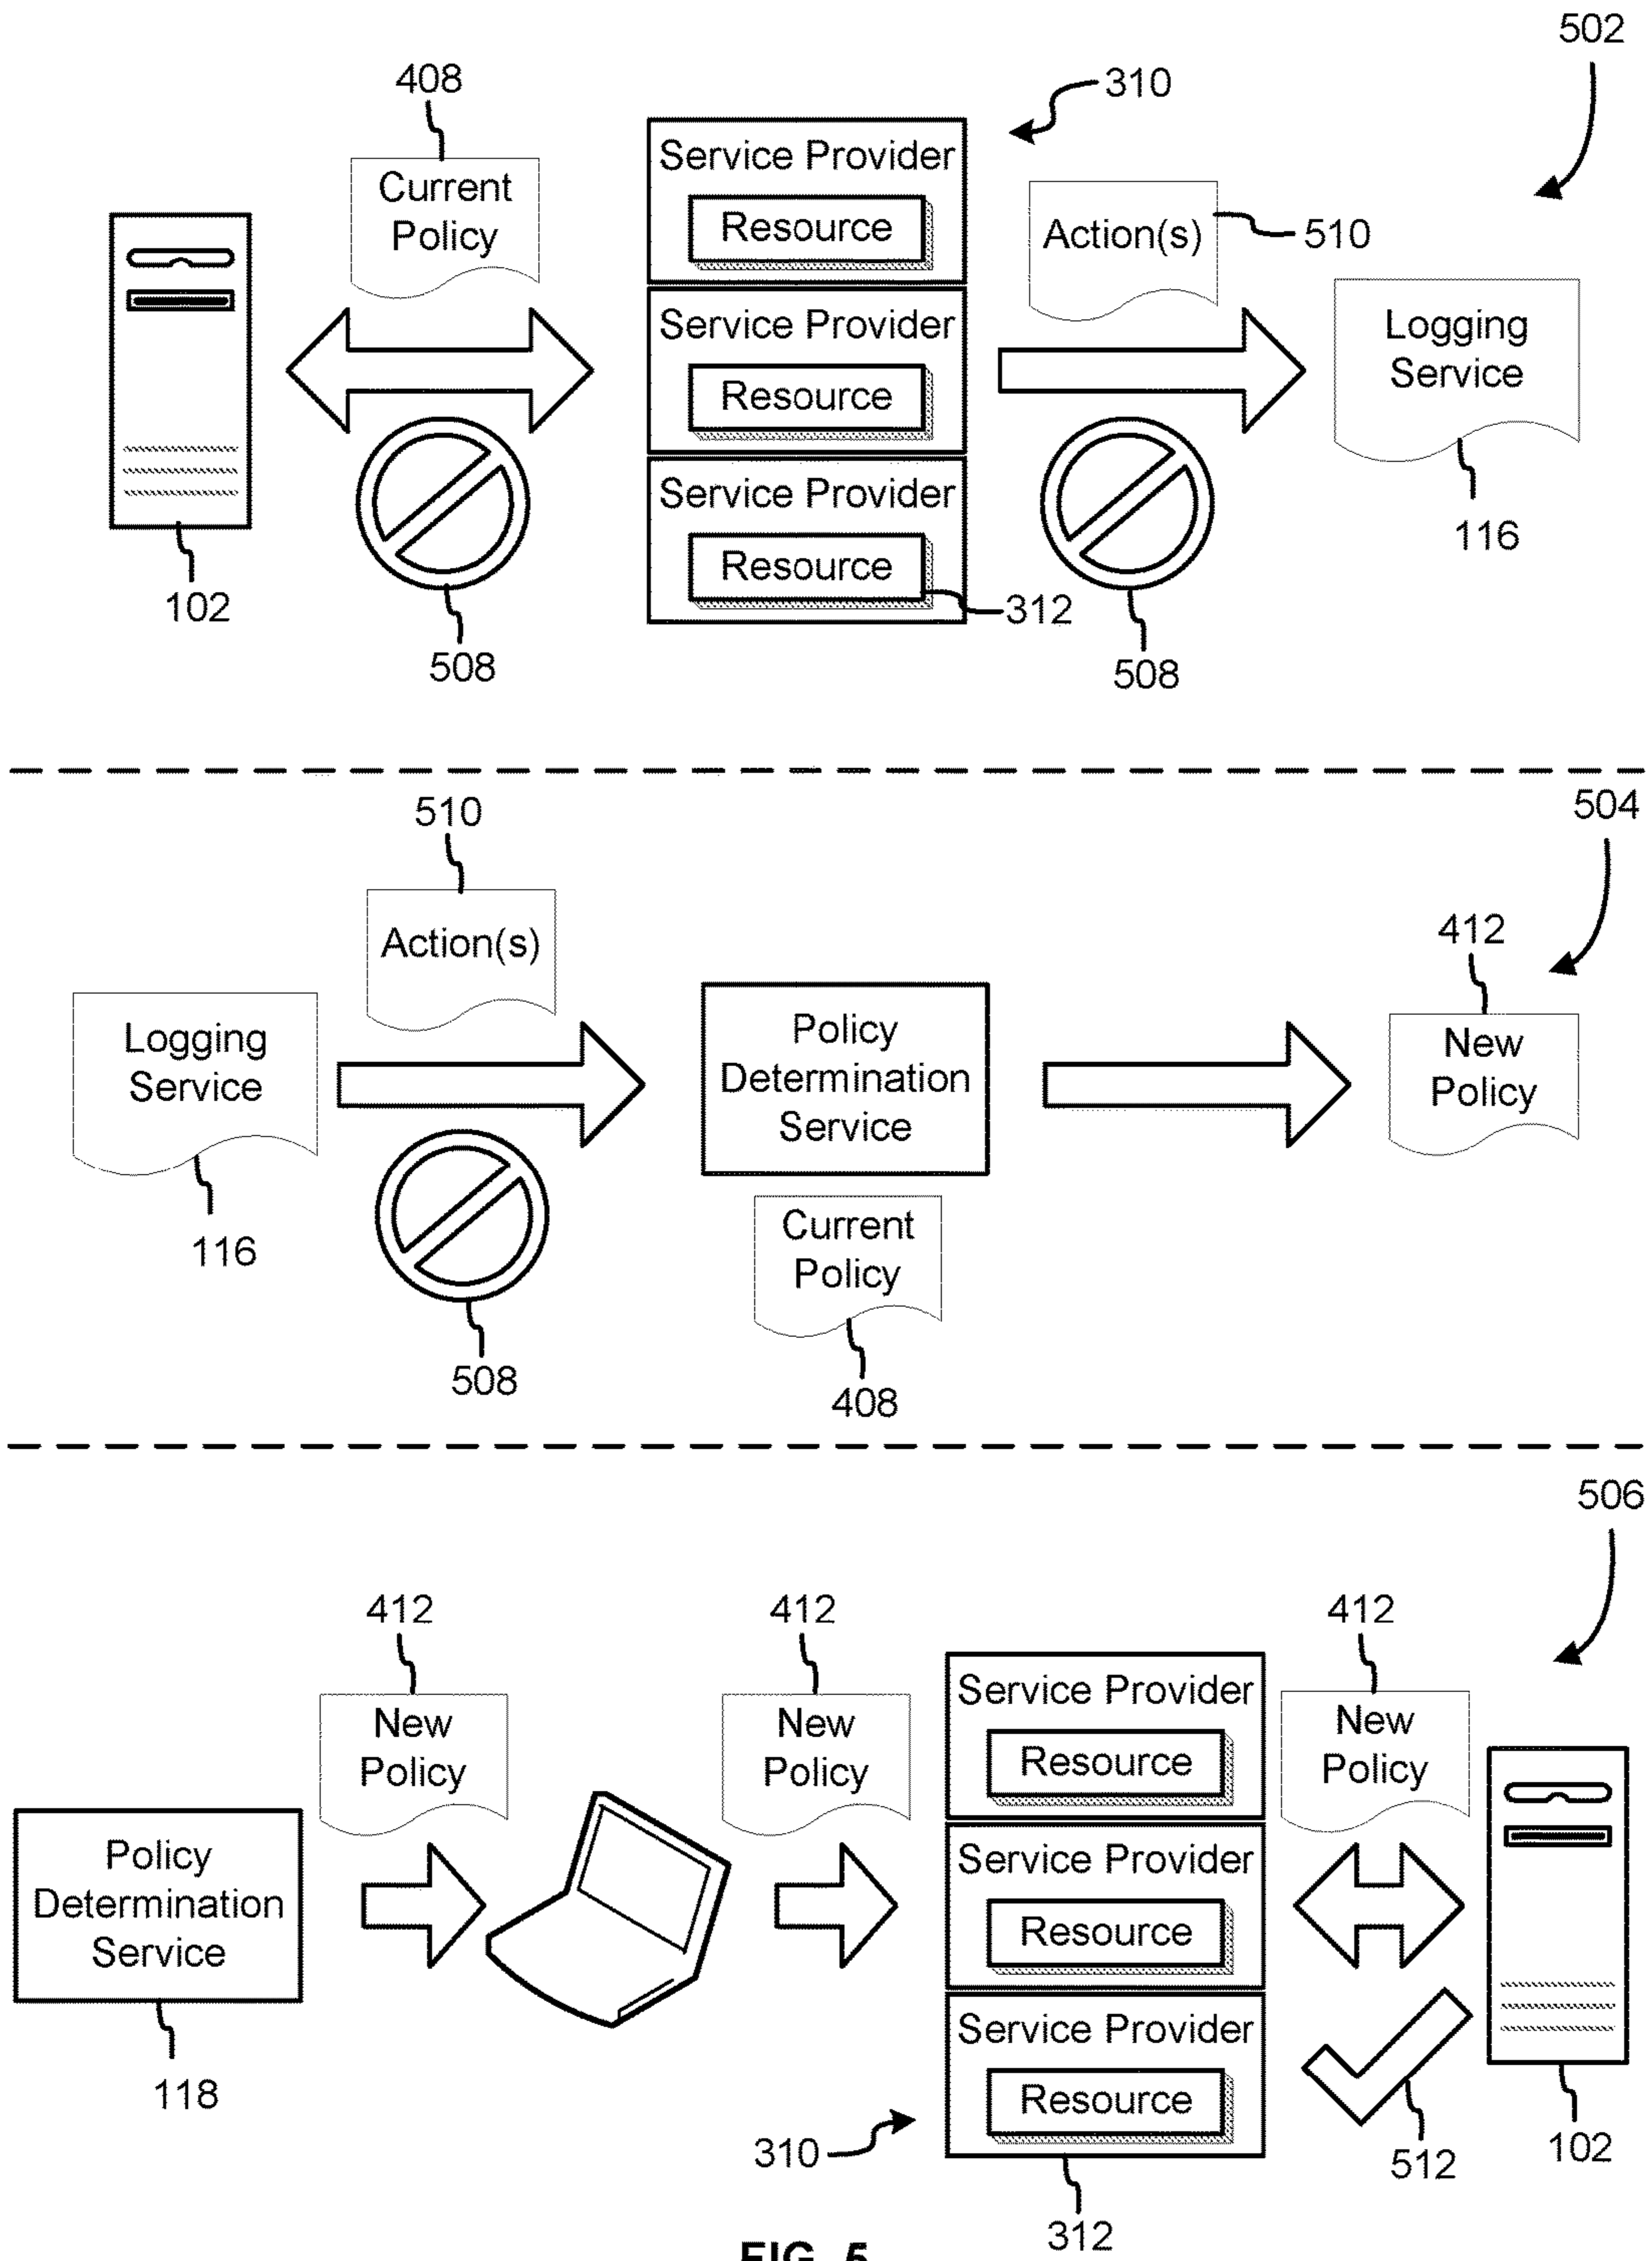 502
408
310
Current
Policy
Service Provider
Resource
Action(s)
510
Service Provider
Resource
Logging
Service
Service Provider
Resource
116
102
312
508
508
510
504
Action(s)
412
Logging
Service
Policy
Determination
Service
New
Policy
116
Current
Policy
508
408
506
412
412
412
New
Policy
New
Policy
Service Provider
Resource
New
Policy
Policy
Determination
Service
Service Provider
Resource
Service Provider
Resource
118
310
512
102
312
FIG. 5